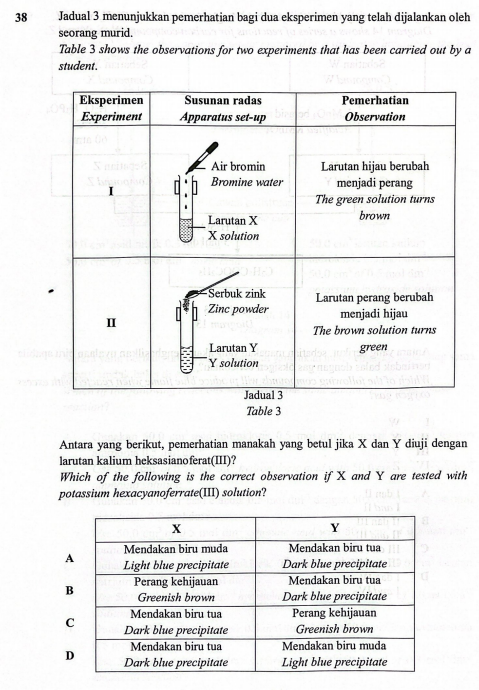 38 Jadual 3 menunjukkan pemerhatian bagi dua eksperimen yang telah dijalankan oleh
seorang murid.
Table 3 shows the observations for two experiments that has been carried out by a
student.
Eksperimen Susunan radas Pemerhatian
Experiment Apparatus set-up Observation
I
Air bromin
Bromine water
Larutan X
X solution
Larutan hijau berubah
menjadi perang
The green solution turns
brown
II
Serbuk zink
Zinc powder
Larutan Y
Y solution
Larutan perang berubah
menjadi hijau
The brown solution turns
green
Jadual 3
Table 3
Antara yang berikut, pemerhatian manakah yang betul jika X dan Y diuji dengan
larutan kalium heksasianoferat(III)?
Which of the following is the correct observation if X and Y are tested with
potassium hexacyanoferrate(III) solution?
X Y
A Mendakan biru muda Mendakan biru tua
Light blue precipitate Dark blue precipitate
B Perang kehijauan Mendakan biru tua
Greenish brown Dark blue precipitate
C Mendakan biru tua Perang kehijauan
Dark blue precipitate Greenish brown
D Mendakan biru tua Mendakan biru muda
Dark blue precipitate Light blue precipitate